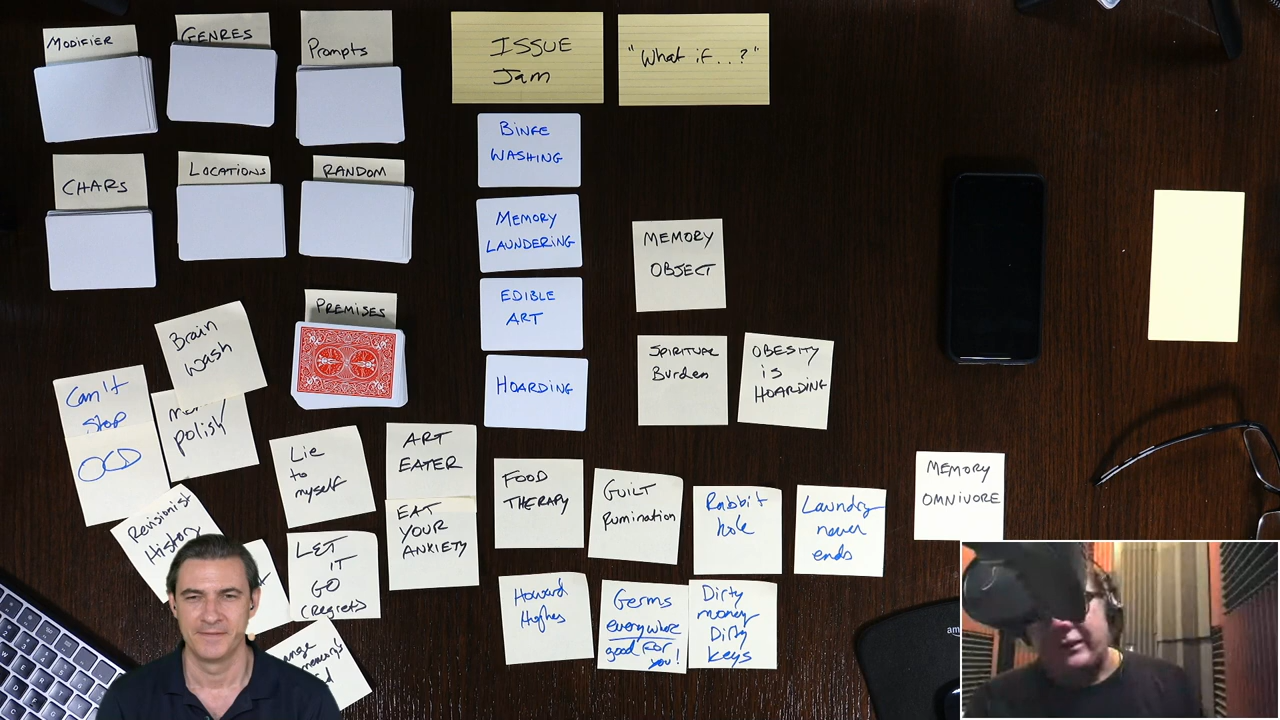 MODIFIER
GENRES
Prompts
ISSUE
Jam
"What if..?"
CHARS
LOCATIONS
RANDOM
BINGE
WASHING
MEMORY
LAUNDERING
MEMORY
OBJECT
EDIBLE
ART
PREMISES
Brain
wash
SPIRITUAL
Burden
OBESITY
is
HOARDING
HOARDING
Can't
stop
OCD
polish
Lie
to
myself
ART
EATER
EAT
YOUR
ANXIETY
FOOD
THERAPY
GUILT
Rumination
Rabbit
hole
Laundry
never
ends
MEMORY
OMNIVORE
Revisionist
History
LET
IT
GO
(regrets)
Howard
Hughes
Germs
everywhere
good FOR
you!
Dirty
money
Dirty
keys